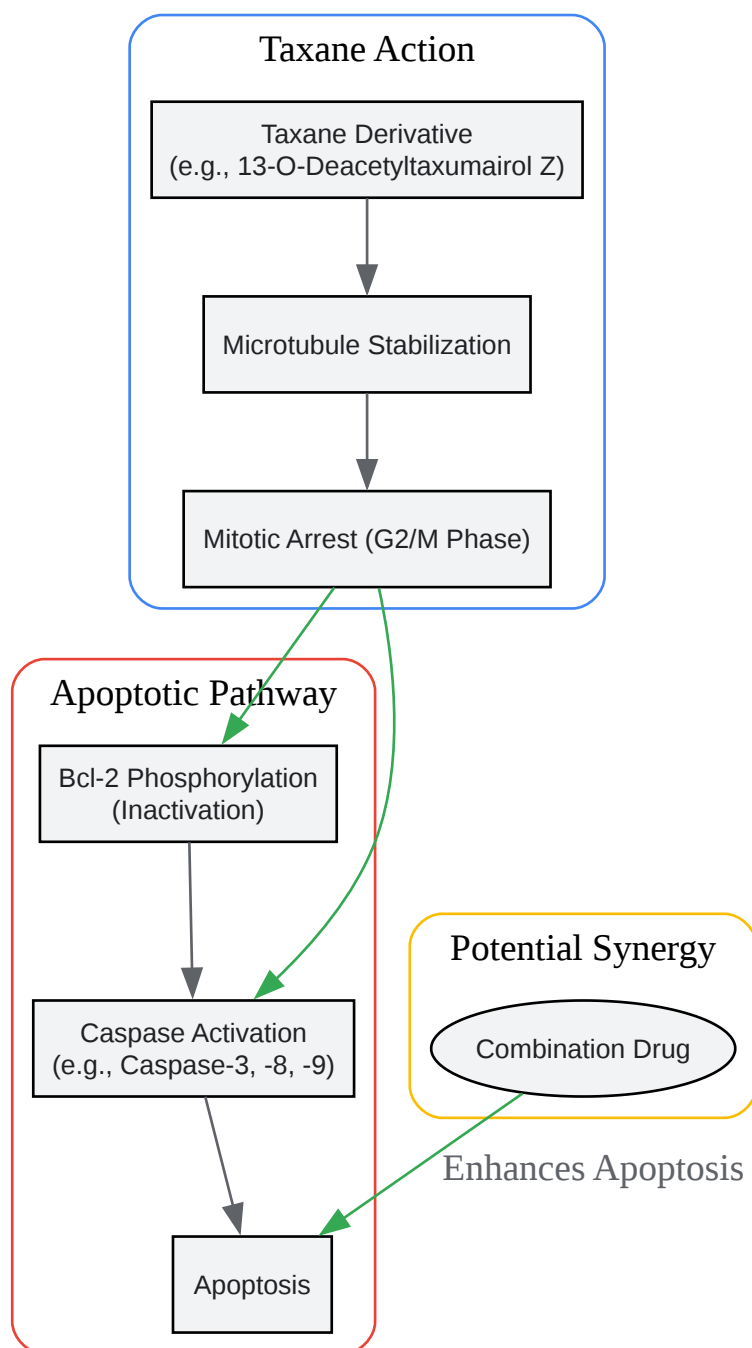 Taxane Action
Taxane Derivative
(e.g., 13-O-Deacetyltaxumairol Z)
Microtubule Stabilization
Mitotic Arrest (G2/M Phase)
Apoptotic Pathway
Bcl-2 Phosphorylation
(Inactivation)
Potential Synergy
Caspase Activation
(e.g., Caspase-3, -8, -9)
Combination Drug
Enhances Apoptosis
Apoptosis